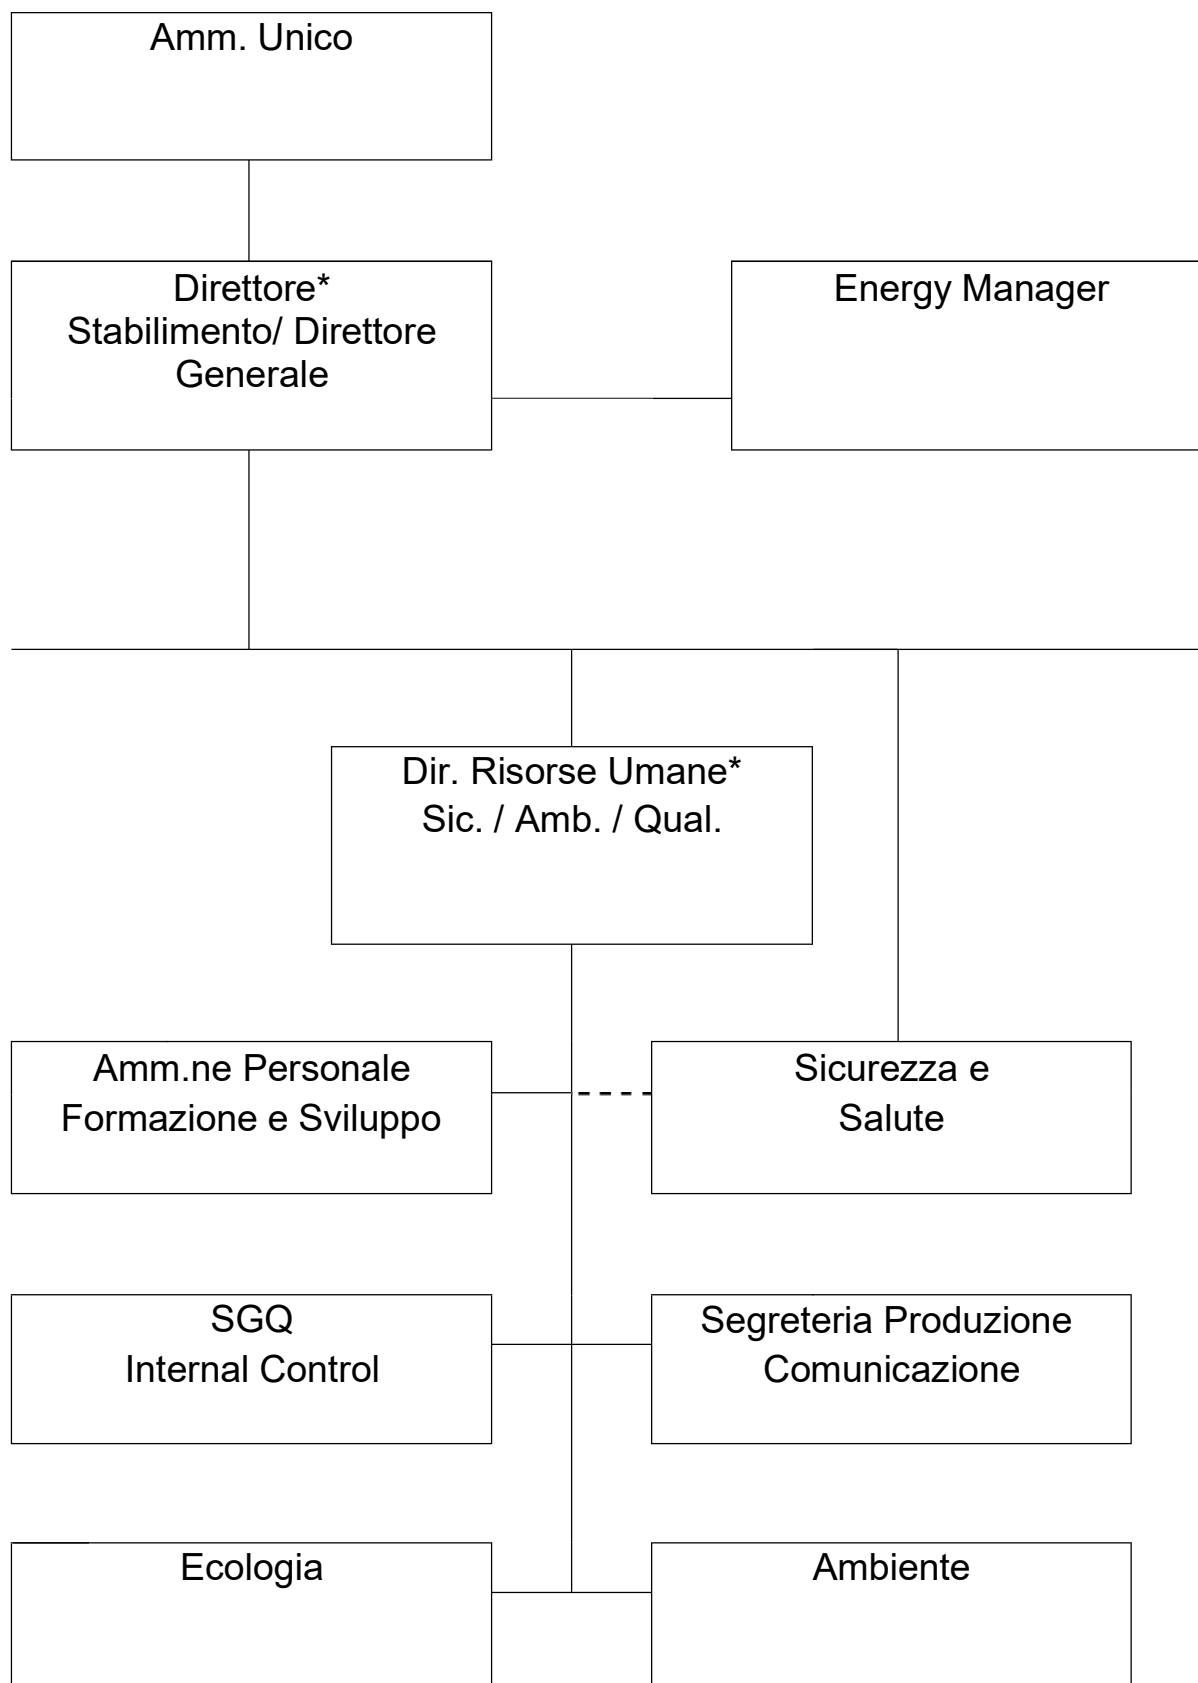 Amm. Unico
Direttore*
Stabilimento/ Direttore
Generale
Energy Manager
Dir. Risorse Umane*
Sic. / Amb. / Qual.
Amm.ne Personale
Formazione e Sviluppo
Sicurezza e
Salute
SGQ
Internal Control
Segreteria Produzione
Comunicazione
Ecologia
Ambiente